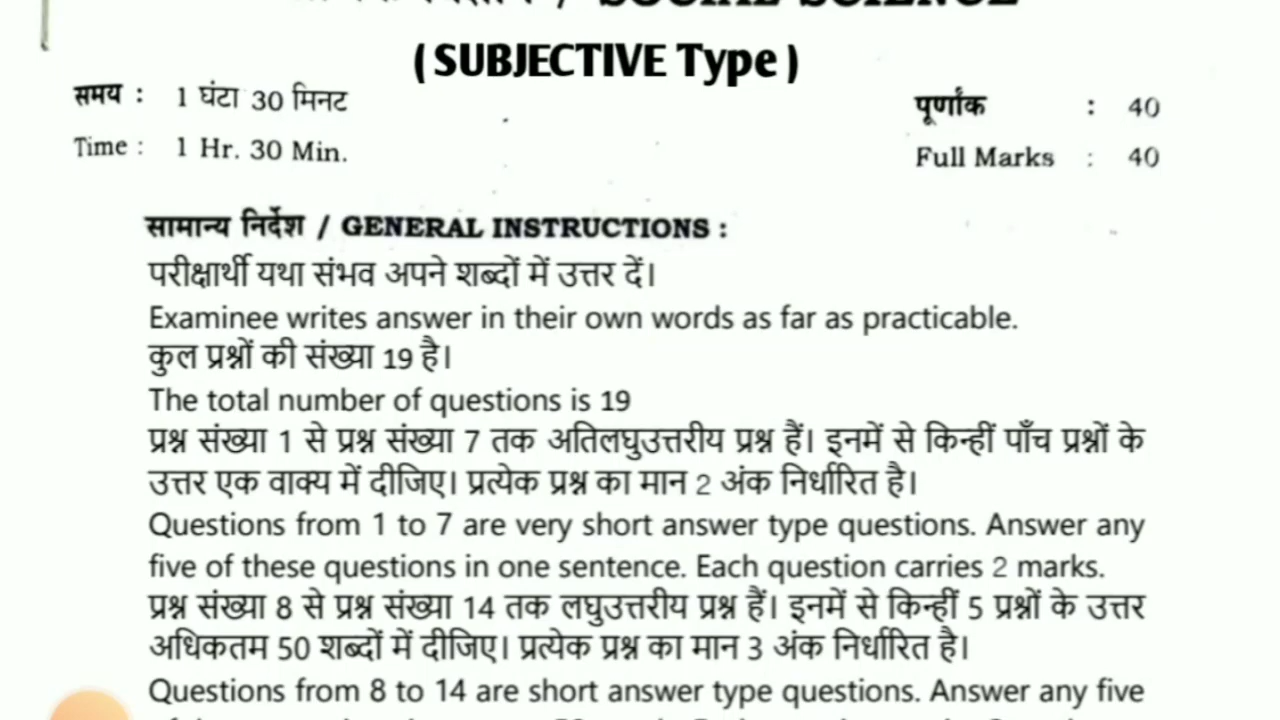 SOCIAL SCIENCE
( SUBJECTIVE Type )
समय : 1 घंटा 30 मिनट
पूर्णांक : 40
Time : 1 Hr. 30 Min.
Full Marks : 40
सामान्य निर्देश / GENERAL INSTRUCTIONS :
परीक्षार्थी यथा संभव अपने शब्दों में उत्तर दें।
Examinee writes answer in their own words as far as practicable.
कुल प्रश्नों की संख्या 19 है।
The total number of questions is 19
प्रश्न संख्या 1 से प्रश्न संख्या 7 तक अतिलघुउत्तरीय प्रश्न हैं। इनमें से किन्हीं पाँच प्रश्नों के
उत्तर एक वाक्य में दीजिए। प्रत्येक प्रश्न का मान 2 अंक निर्धारित है।
Questions from 1 to 7 are very short answer type questions. Answer any
five of these questions in one sentence. Each question carries 2 marks.
प्रश्न संख्या 8 से प्रश्न संख्या 14 तक लघुउत्तरीय प्रश्न हैं। इनमें से किन्हीं 5 प्रश्नों के उत्तर
अधिकतम 50 शब्दों में दीजिए। प्रत्येक प्रश्न का मान 3 अंक निर्धारित है।
Questions from 8 to 14 are short answer type questions. Answer any five